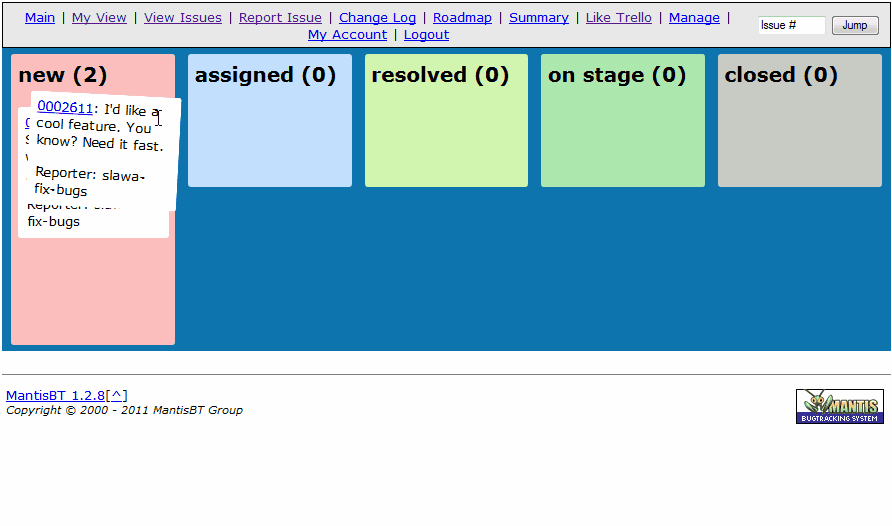 Main | My View | View Issues | Report Issue | Change Log | Roadmap | Summary | Like Trello | Manage |
My Account | Logout
Issue #
Jump
new (2)
assigned (0)
resolved (0)
on stage (0)
closed (0)
0002611: I'd like a
cool feature. You
know? Need it fast.
Reporter: slawa-
fix-bugs
Reporter:
fix-bugs
MantisBT 1.2.8[^]
Copyright © 2000 - 2011 MantisBT Group
MANTIS
BUGTRACKING SYSTEM